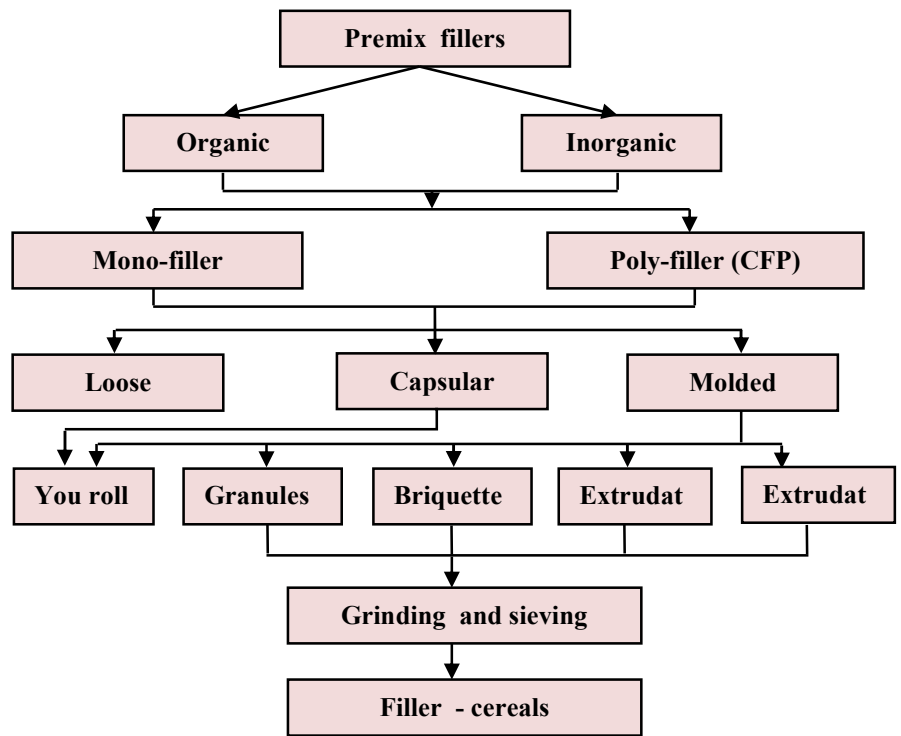 Premix fillers
Organic
Inorganic
Mono-filler
Poly-filler (CFP)
Loose
Capsular
Molded
You roll
Granules
Briquette
Extrudat
Extrudat
Grinding and sieving
Filler - cereals